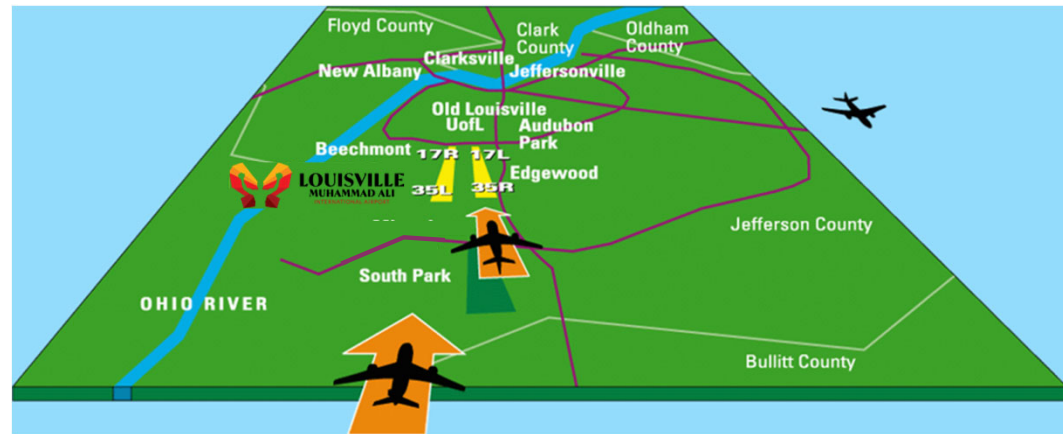 Floyd County
Clark
County
Oldham
County
Clarksville
New Albany
Jeffersonville
Old Louisville
UofL
Audubon
Park
Beechmont
17R
17L
Edgewood
LOUISVILLE
MUHAMMAD ALI
INTERNATIONAL AIRPORT
35L
35R
Jefferson County
South Park
OHIO RIVER
Bullitt County